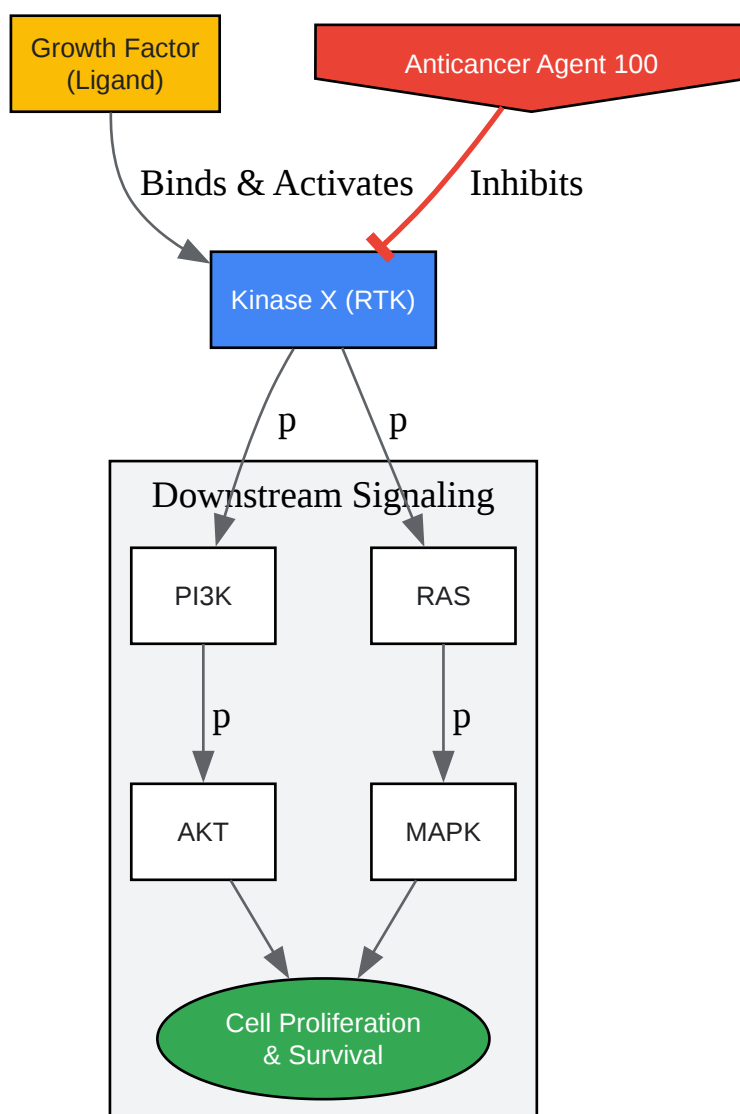 Growth Factor
(Ligand)
Anticancer Agent 100
Binds & Activates
Inhibits
Kinase X (RTK)
p
p
Downstream Signaling
PI3K
RAS
p
p
AKT
MAPK
Cell Proliferation
& Survival